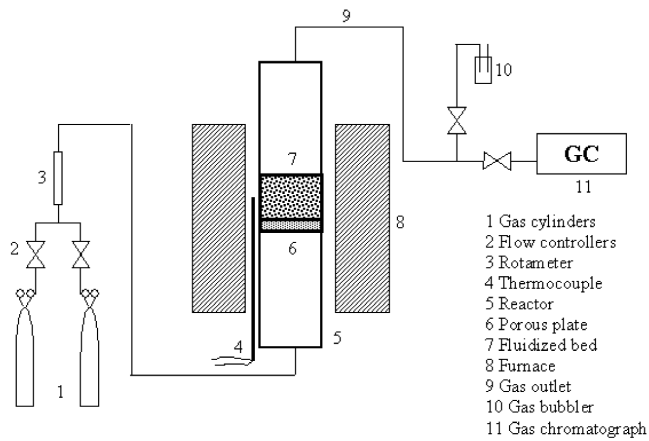 9
10
GC
11
3
7
8
2
6
4
5
1
1 Gas cylinders
2 Flow controllers
3 Rotameter
4 Thermocouple
5 Reactor
6 Porous plate
7 Fluidized bed
8 Furnace
9 Gas outlet
10 Gas bubbler
11 Gas chromatograph